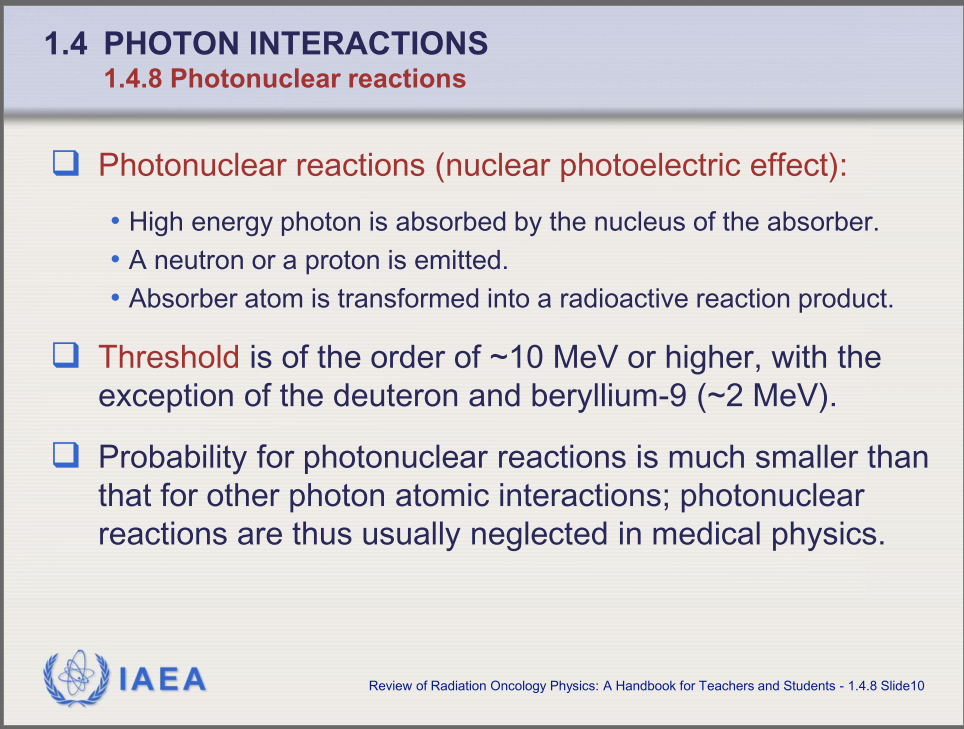 1.4 PHOTON INTERACTIONS
1.4.8 Photonuclear reactions
Photonuclear reactions (nuclear photoelectric effect):
• High energy photon is absorbed by the nucleus of the absorber.
• A neutron or a proton is emitted.
• Absorber atom is transformed into a radioactive reaction product.
Threshold is of the order of ~10 MeV or higher, with the
exception of the deuteron and beryllium-9 (~2 MeV).
Probability for photonuclear reactions is much smaller than
that for other photon atomic interactions; photonuclear
reactions are thus usually neglected in medical physics.
IAEA
Review of Radiation Oncology Physics: A Handbook for Teachers and Students - 1.4.8 Slide10